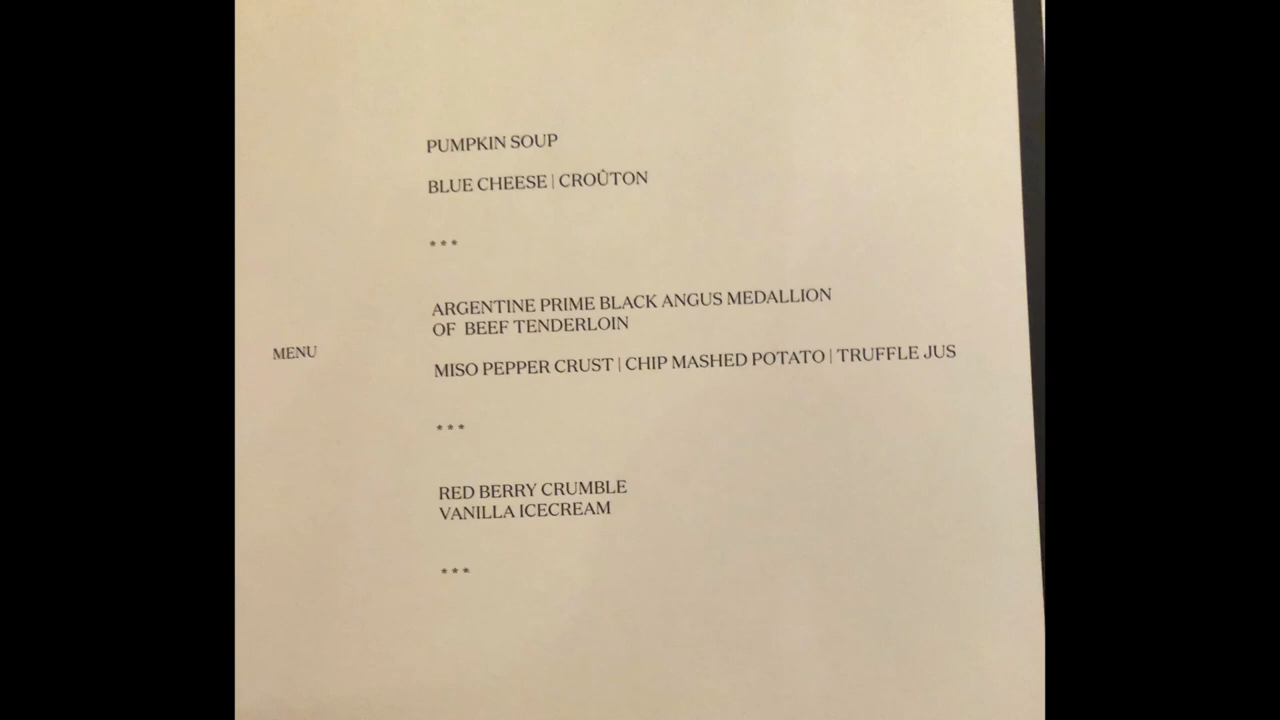 PUMPKIN SOUP
BLUE CHEESE | CROÛTON
***
ARGENTINE PRIME BLACK ANGUS MEDALLION
OF BEEF TENDERLOIN
MENU
MISO PEPPER CRUST | CHIP MASHED POTATO | TRUFFLE JUS
***
RED BERRY CRUMBLE
VANILLA ICECREAM
***